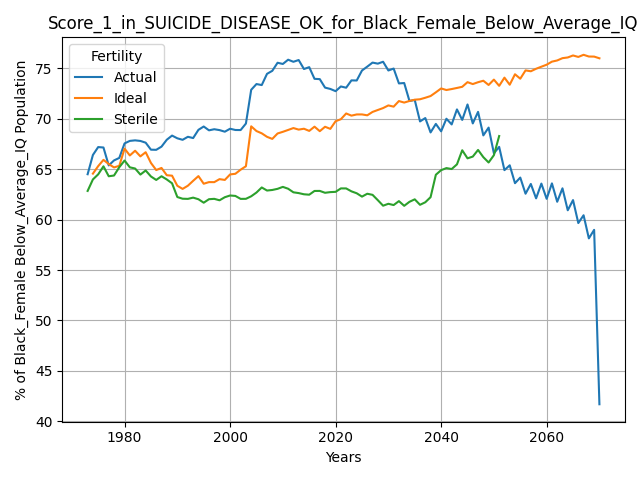 Score_1_in_SUICIDE_DISEASE_OK_for_Black_Female_Below_Average_IQ
Fertility
Actual
Ideal
Sterile
% of Black_Female Below_Average_IQ Population
75
70
65
60
55
50
45
40
1980
2000
2020
2040
2060
Years